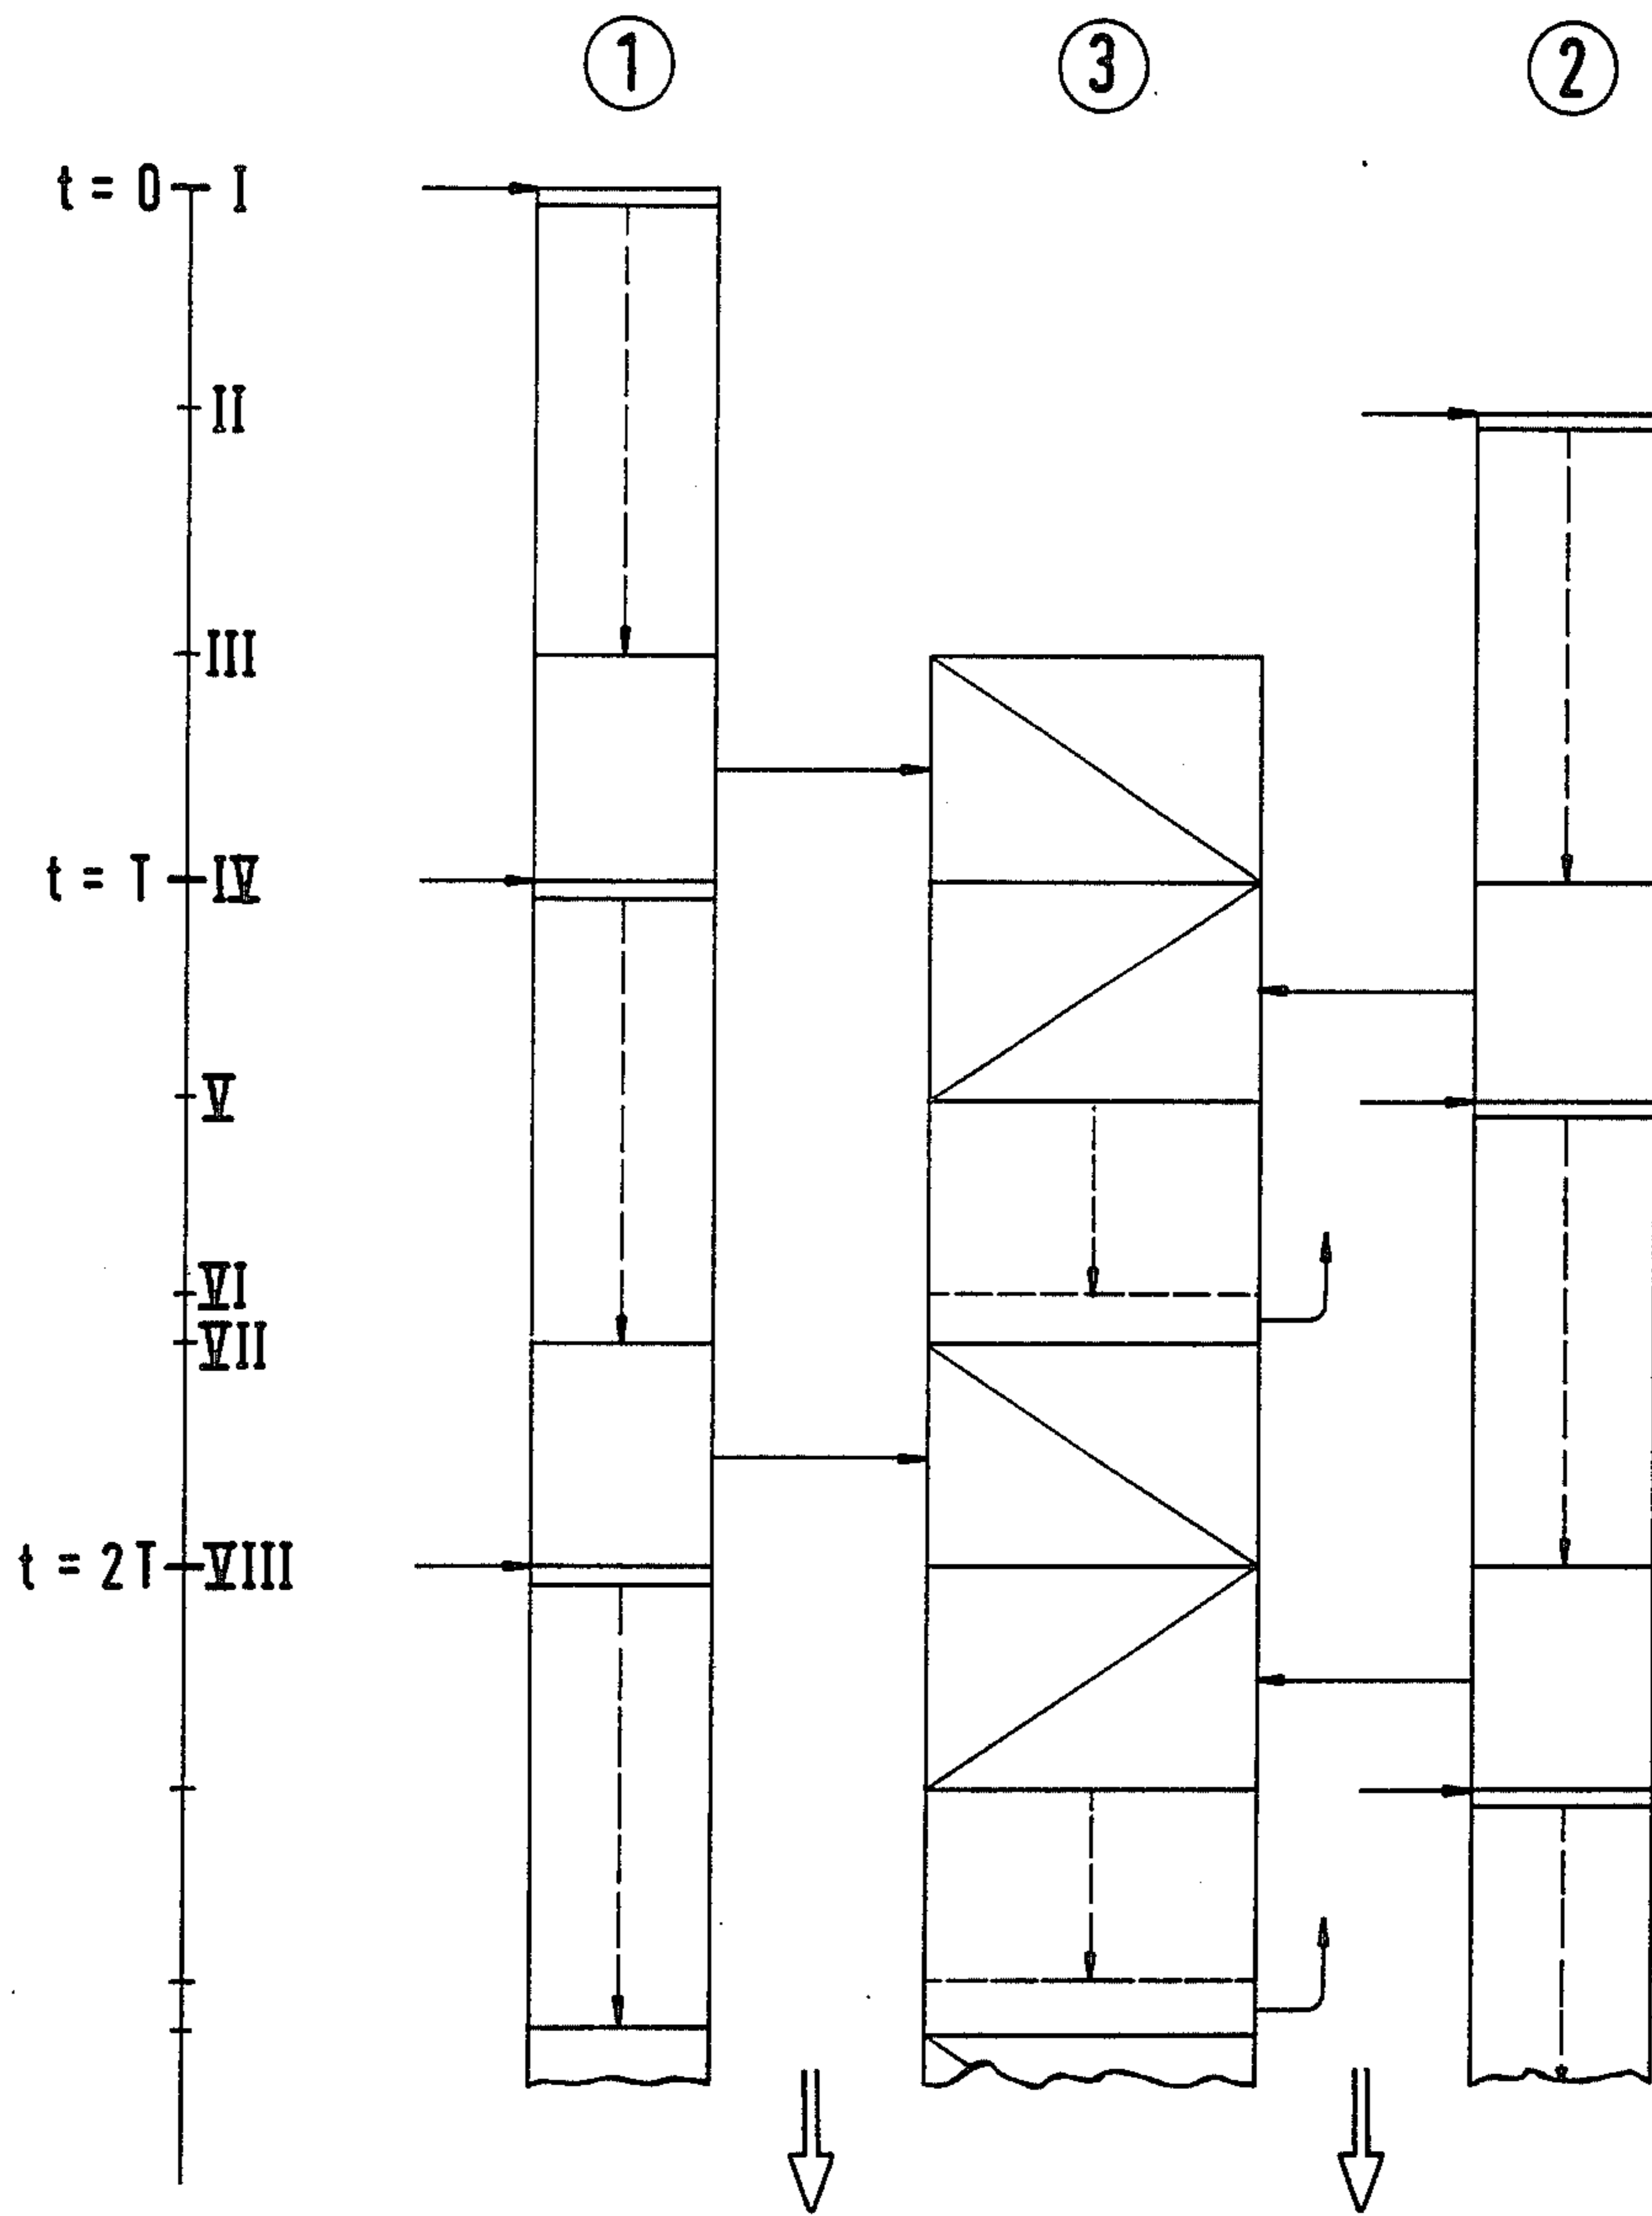 1 3 2
t = 0 I
II
III
t = T IV
V
VI
VII
t = 2T VIII